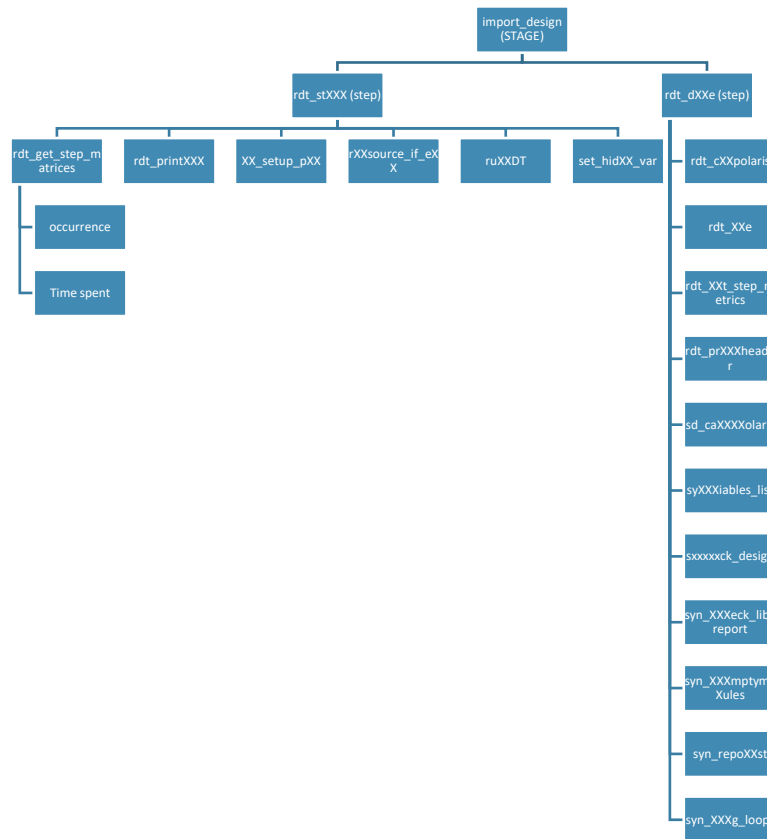 import_design
(STAGE)
rdt_stXXX (step)
rdt_dXXe (step)
rdt_get_step_m
atrices
rdt_printXXX
XX_setup_pXX
rXXsource_if_eX
X
ruXXDT
set_hidXX_var
rdt_cXXpolaris
occurrence
rdt_XXe
Time spent
rdt_XXt_step_m
etrics
rdt_prXXXheade
r
sd_caXXXXolar
syXXXiables_lis
sxxxxxck_desig
syn_XXXeck_lib
report
syn_XXXmptym
Xules
syn_repoXXst
syn_XXXg_loop